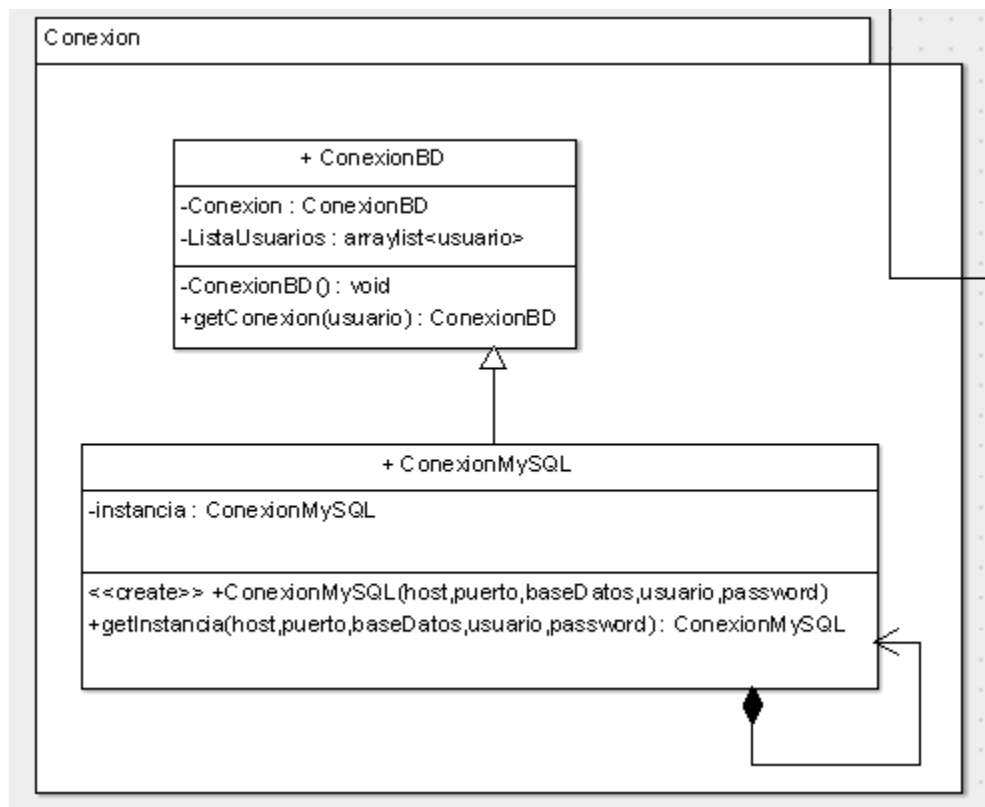 Conexion
+ ConexionBD
-Conexion : ConexionBD
-ListaUsuarios : arraylist<usuario>
-ConexionBD() : void
+getConexion(usuario) : ConexionBD
+ ConexionMySQL
-instancia : ConexionMySQL
<<create>> +ConexionMySQL(host,puerto,baseDatos,usuario,password)
+getInstancia(host,puerto,baseDatos,usuario,password) : ConexionMySQL